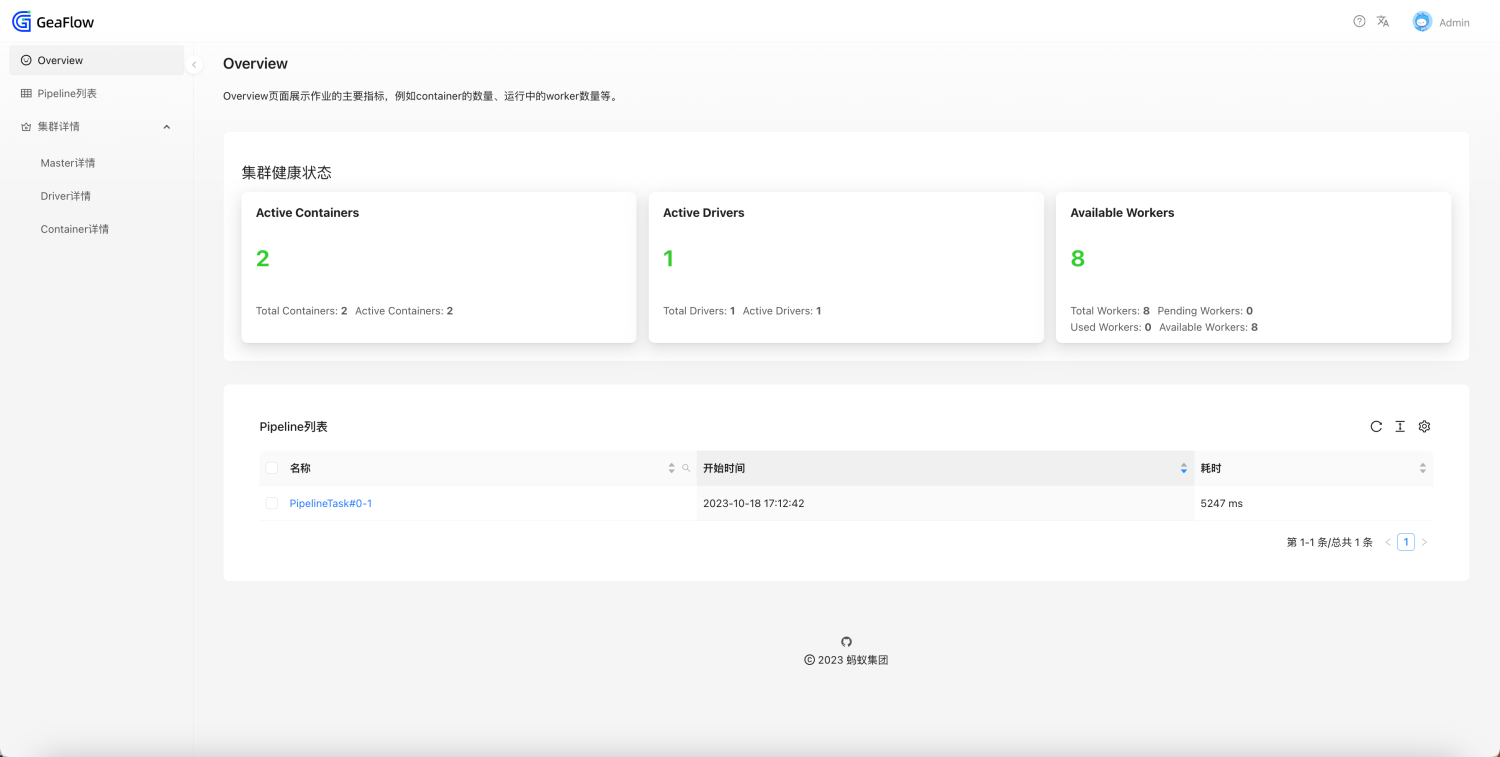 GeaFlow
Admin
Overview
Pipeline列表
集群详情
Master详情
Driver详情
Container详情
Overview
Overview页面展示作业的主要指标，例如container的数量、运行中的worker数量等。
集群健康状态
Active Containers
2
Total Containers: 2 Active Containers: 2
Active Drivers
1
Total Drivers: 1 Active Drivers: 1
Available Workers
8
Total Workers: 8 Pending Workers: 0
Used Workers: 0 Available Workers: 8
Pipeline列表
名称 开始时间 耗时
PipelineTask#0-1 2023-10-18 17:12:42 5247 ms
第 1-1 条/总共 1 条 < 1 >
© 2023 蚂蚁集团